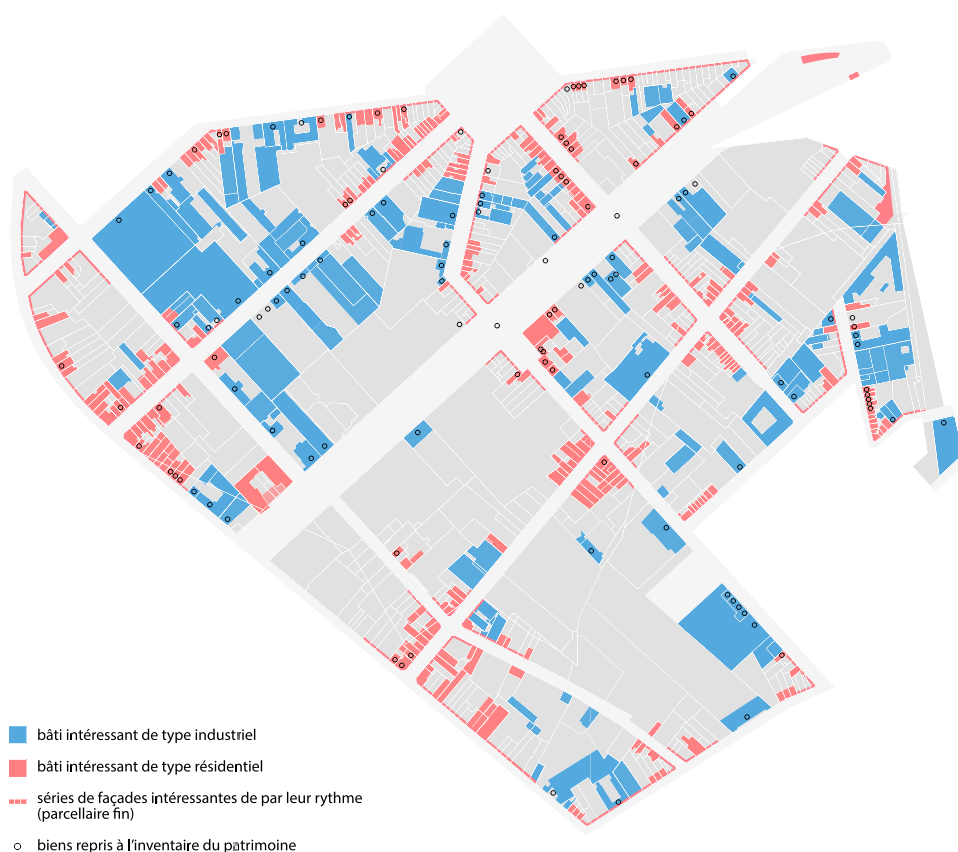 bâti intéressant de type industriel
bâti intéressant de type résidentiel
séries de façades intéressantes de par leur rythme
(parcellaire fin)
biens repris à l'inventaire du patrimoine